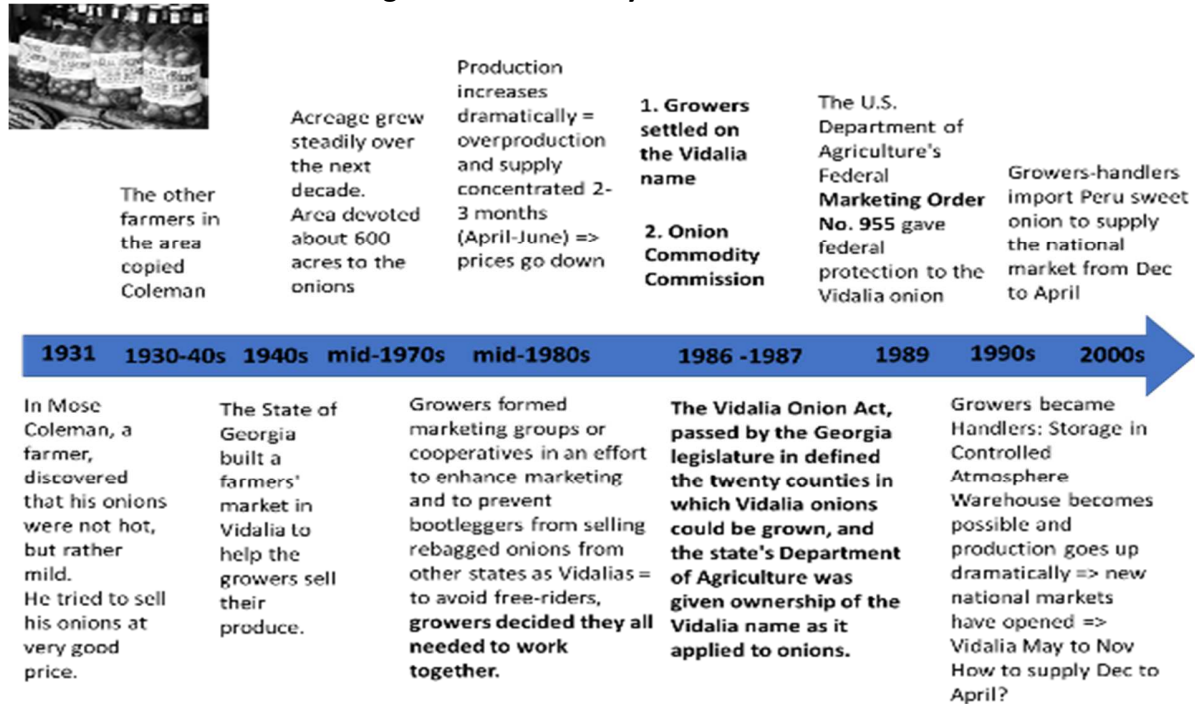 The other
farmers in
the area
copied
Coleman
Acreage grew
steadily over
the next
decade.
Area devoted
about 600
acres to the
onions
Production
increases
dramatically =
overproduction
and supply
concentrated 2-
3 months
(April-June) =>
prices go down
1. Growers
settled on
the Vidalia
name
2. Onion
Commodity
Commission
The U.S.
Department of
Agriculture's
Federal
Marketing Order
No. 955 gave
federal
protection to the
Vidalia onion
Growers-handlers
import Peru sweet
onion to supply
the national
market from Dec
to April
1931 1930-40s 1940s mid-1970s mid-1980s 1986 -1987 1989 1990s 2000s
In Mose
Coleman, a
farmer,
discovered
that his onions
were not hot,
but rather
mild.
He tried to sell
his onions at
very good
price.
The State of
Georgia
built a
farmers'
market in
Vidalia to
help the
growers sell
their
produce.
Growers formed
marketing groups or
cooperatives in an effort
to enhance marketing
and to prevent
bootleggers from selling
rebagged onions from
other states as Vidalias =
to avoid free-riders,
growers decided they all
needed to work
together.
The Vidalia Onion Act,
passed by the Georgia
legislature in defined
the twenty counties in
which Vidalia onions
could be grown, and
the state's Department
of Agriculture was
given ownership of the
Vidalia name as it
applied to onions.
Growers became
Handlers: Storage in
Controlled
Atmosphere
Warehouse becomes
possible and
production goes up
dramatically => new
national markets
have opened =>
Vidalia May to Nov
How to supply Dec to
April?